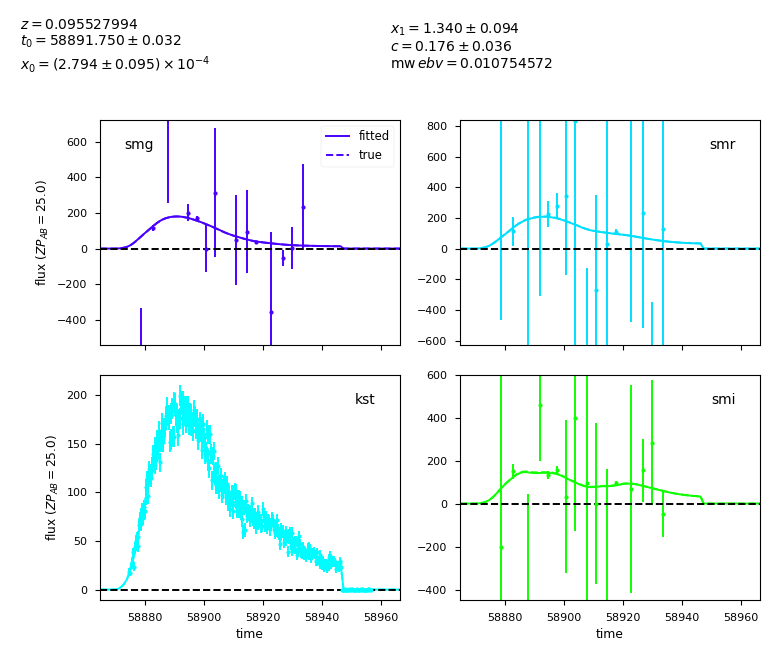 z = 0.095527994
t₀ = 58891.750 ± 0.032
x₀ = (2.794 ± 0.095) × 10⁻⁴
x₁ = 1.340 ± 0.094
c = 0.176 ± 0.036
mw ebv = 0.010754572
smg
fitted
true
flux (ZP_AB = 25.0)
600
400
200
0
−200
−400
smr
800
600
400
200
0
−200
−400
−600
kst
flux (ZP_AB = 25.0)
200
150
100
50
0
58880 58900 58920 58940 58960
time
smi
600
400
200
0
−200
−400
58880 58900 58920 58940 58960
time